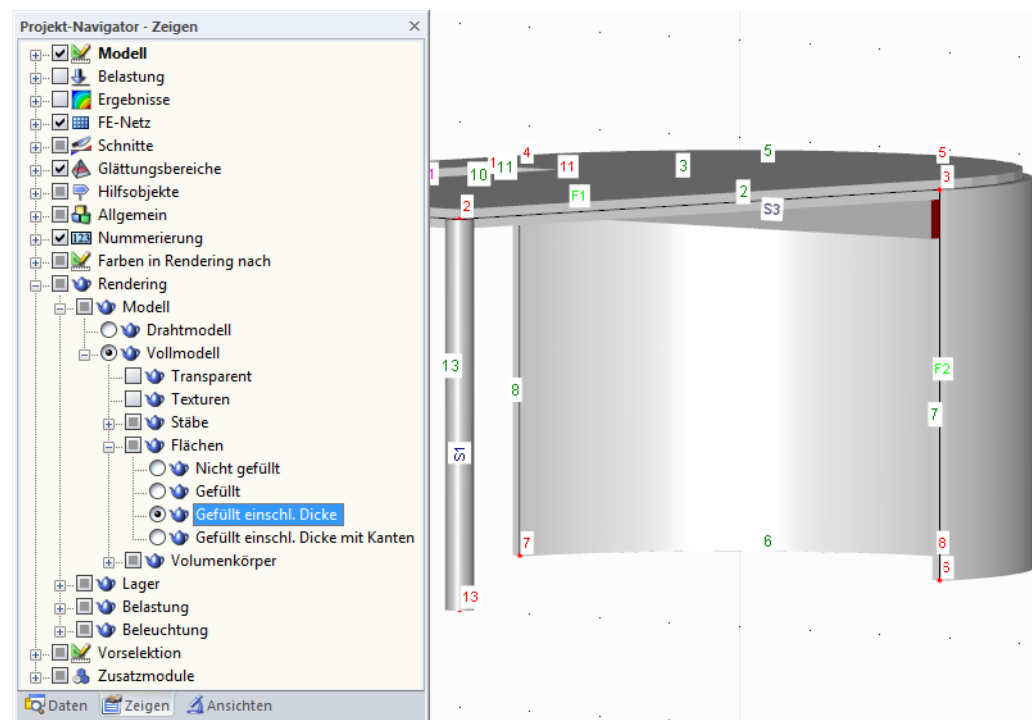 Projekt-Navigator - Zeigen
Modell
Belastung
Ergebnisse
FE-Netz
Schnitte
Glättungsbereiche
Hilfsobjekte
Allgemein
123 Nummerierung
Farben in Rendering nach
Rendering
Modell
Drahtmodell
Vollmodell
Transparent
Texturen
Stäbe
Flächen
Nicht gefüllt
Gefüllt
Gefüllt einschl. Dicke
Gefüllt einschl. Dicke mit Kanten
Volumenkörper
Lager
Belastung
Beleuchtung
Vorselektion
Zusatzmodule
Daten Zeigen Ansichten
4 5 5
1 10 1 11 11 3 3
2 F1 2
S3
13 8 F2
7
S1
7 6 8
13 6